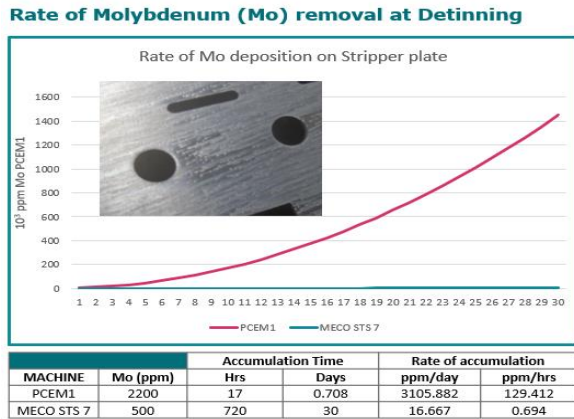 Rate of Molybdenum (Mo) removal at Detinning
Rate of Mo deposition on Stripper plate
1600
1400
1200
1000
800
600
400
200
0
10³ ppm Mo PCEM1
1 2 3 4 5 6 7 8 9 10 11 12 13 14 15 16 17 18 19 20 21 22 23 24 25 26 27 28 29 30
PCEM1 MECO STS 7
Accumulation Time Rate of accumulation
MACHINE Mo (ppm) Hrs Days ppm/day ppm/hrs
PCEM1 2200 17 0.708 3105.882 129.412
MECO STS 7 500 720 30 16.667 0.694